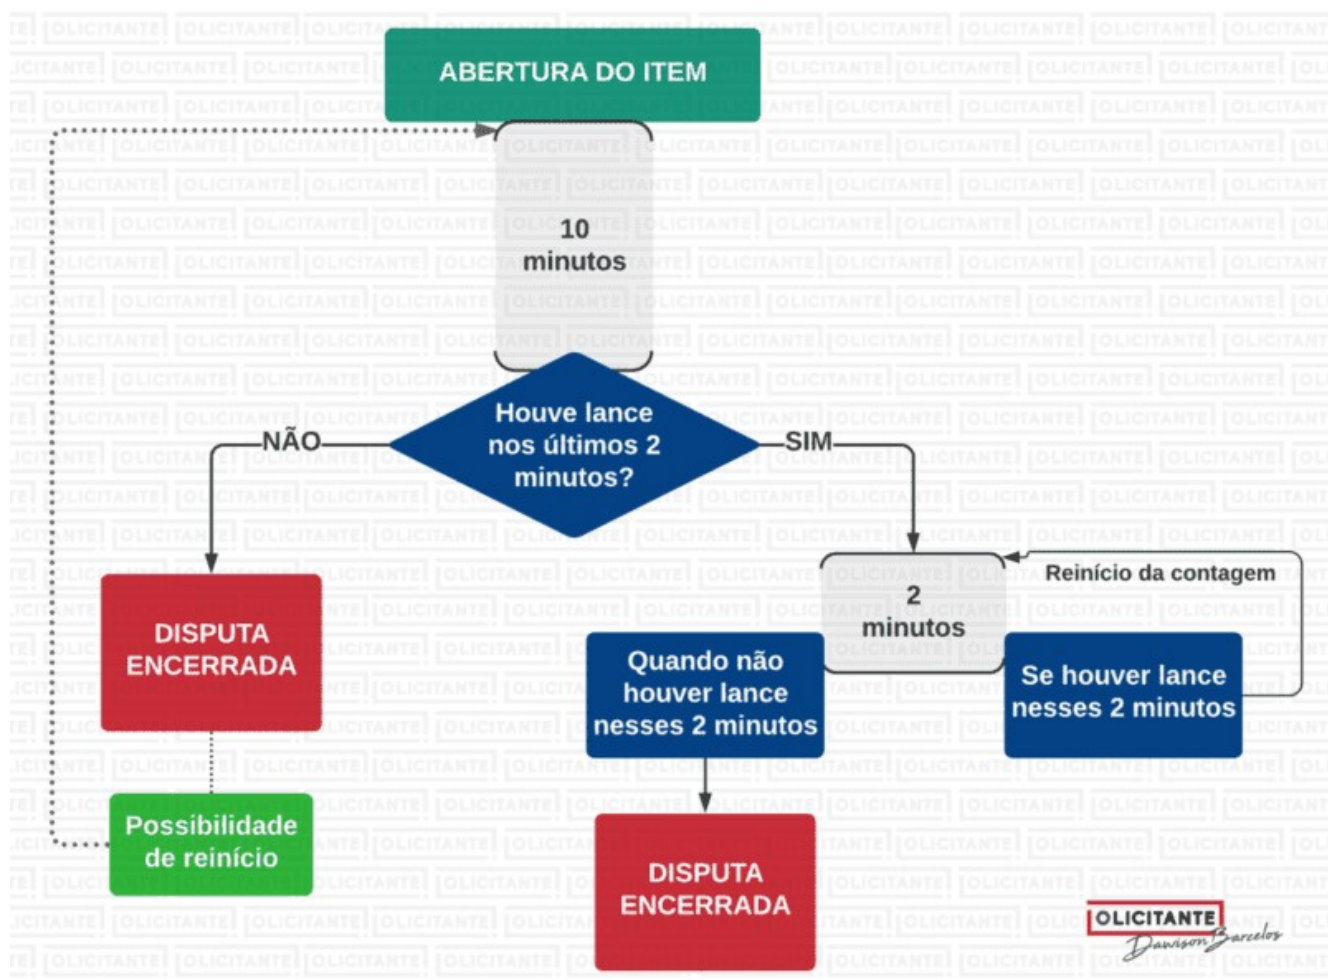 ABERTURA DO ITEM
10
minutos
Houve lance
nos últimos 2
minutos?
NÃO
SIM
DISPUTA
ENCERRADA
Possibilidade
de reinício
2
minutos
Reinício da contagem
Quando não
houver lance
nesses 2 minutos
Se houver lance
nesses 2 minutos
DISPUTA
ENCERRADA
OLICITANTE
Dawison Barcelos